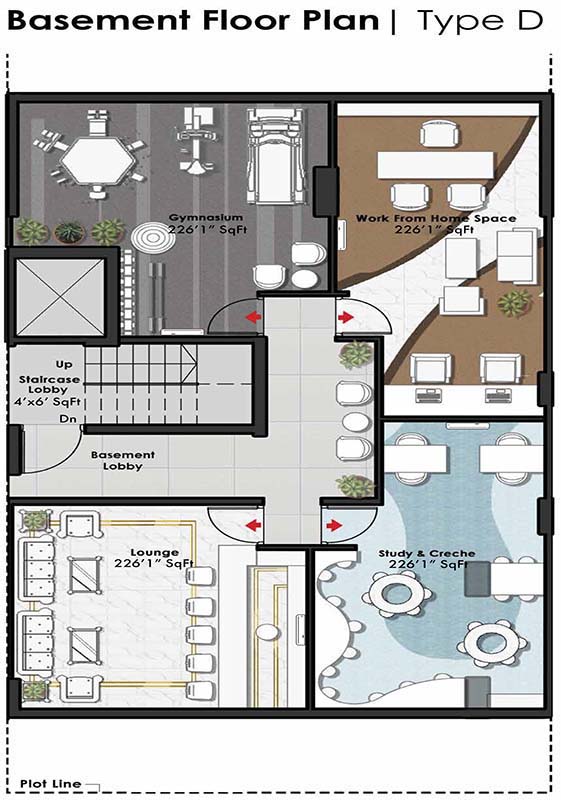 Basement Floor Plan| Type D
Gymnasium
226'1" SqFt
Work From Home Space
226'1" SqFt
Up
Staircase
Lobby
4'x6' SqFt
Dn
Basement
Lobby
Lounge
226'1" SqFt
Study & Creche
226'1" SqFt
Plot Line